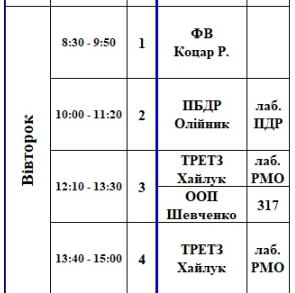 Вівторок
8:30 - 9:50 1 ФВ
Коцар Р.
10:00 - 11:20 2 ПБДР лаб.
Олійник ПДР
12:10 - 13:30 3 ТРЕТЗ лаб.
Хайлук РМО
ООП 317
Шевченко
13:40 - 15:00 4 ТРЕТЗ лаб.
Хайлук РМО